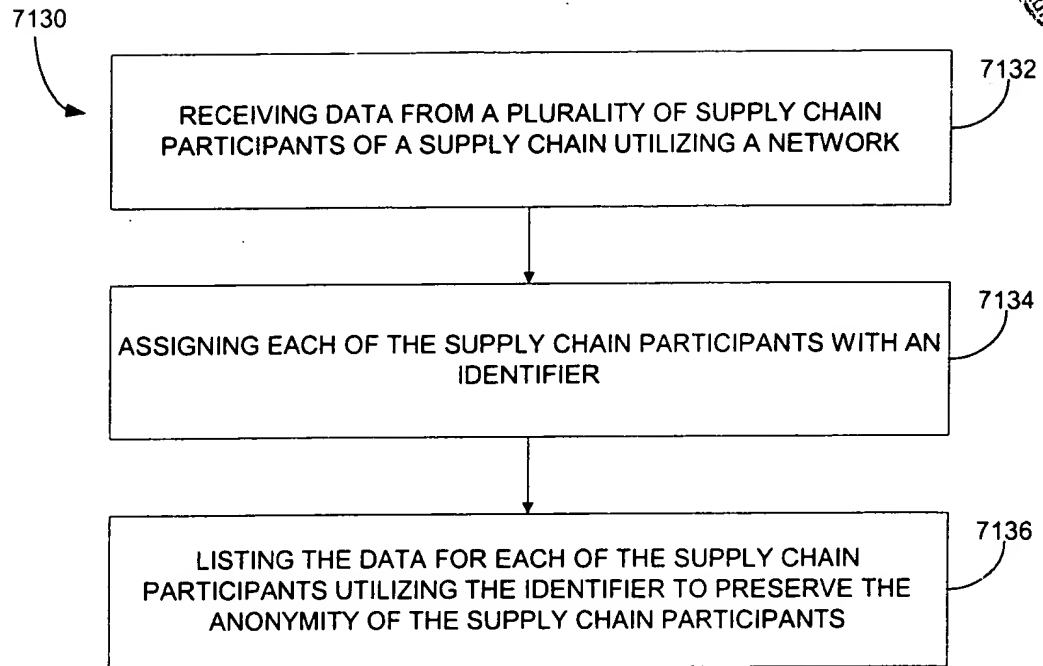 7130
7132
RECEIVING DATA FROM A PLURALITY OF SUPPLY CHAIN
PARTICIPANTS OF A SUPPLY CHAIN UTILIZING A NETWORK
7134
ASSIGNING EACH OF THE SUPPLY CHAIN PARTICIPANTS WITH AN
IDENTIFIER
7136
LISTING THE DATA FOR EACH OF THE SUPPLY CHAIN
PARTICIPANTS UTILIZING THE IDENTIFIER TO PRESERVE THE
ANONYMITY OF THE SUPPLY CHAIN PARTICIPANTS